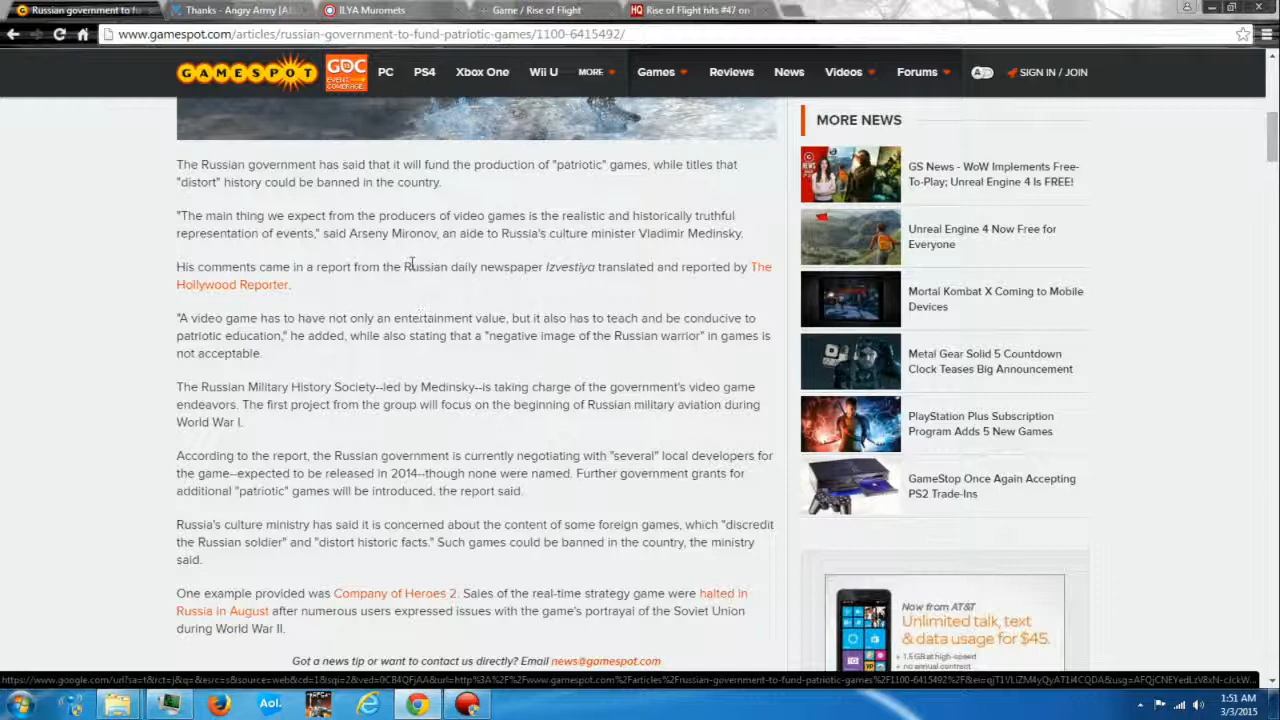 Russian government to fu
Thanks - Angry Army [A
ILYA Muromets
Game / Rise of Flight
Rise of Flight hits #47 on
www.gamespot.com/articles/russian-government-to-fund-patriotic-games/1100-6415492/
GAMESPOT
GDC
EVENT
COVERAGE
PC
PS4
Xbox One
Wii U
MORE
Games
Reviews
News
Videos
Forums
SIGN IN / JOIN
The Russian government has said that it will fund the production of "patriotic" games, while titles that
"distort" history could be banned in the country.
"The main thing we expect from the producers of video games is the realistic and historically truthful
representation of events," said Arseny Mironov, an aide to Russia's culture minister Vladimir Medinsky.
His comments came in a report from the Russian daily newspaper Izvestiya translated and reported by The
Hollywood Reporter.
"A video game has to have not only an entertainment value, but it also has to teach and be conducive to
patriotic education," he added, while also stating that a "negative image of the Russian warrior" in games is
not acceptable.
The Russian Military History Society--led by Medinsky--is taking charge of the government's video game
endeavors. The first project from the group will focus on the beginning of Russian military aviation during
World War I.
According to the report, the Russian government is currently negotiating with "several" local developers for
the game--expected to be released in 2014--though none were named. Further government grants for
additional "patriotic" games will be introduced, the report said.
Russia's culture ministry has said it is concerned about the content of some foreign games, which "discredit
the Russian soldier" and "distort historic facts." Such games could be banned in the country, the ministry
said.
One example provided was Company of Heroes 2. Sales of the real-time strategy game were halted in
Russia in August after numerous users expressed issues with the game's portrayal of the Soviet Union
during World War II.
Got a news tip or want to contact us directly? Email news@gamespot.com
MORE NEWS
GS News - WoW Implements Free-
To-Play; Unreal Engine 4 Is FREE!
Unreal Engine 4 Now Free for
Everyone
Mortal Kombat X Coming to Mobile
Devices
Metal Gear Solid 5 Countdown
Clock Teases Big Announcement
PlayStation Plus Subscription
Program Adds 5 New Games
GameStop Once Again Accepting
PS2 Trade-Ins
Now from AT&T
Unlimited talk, text
& data usage for $45.
• 1.5 GB at high-speed
• no annual contract
Aol.
1:51 AM
3/3/2015